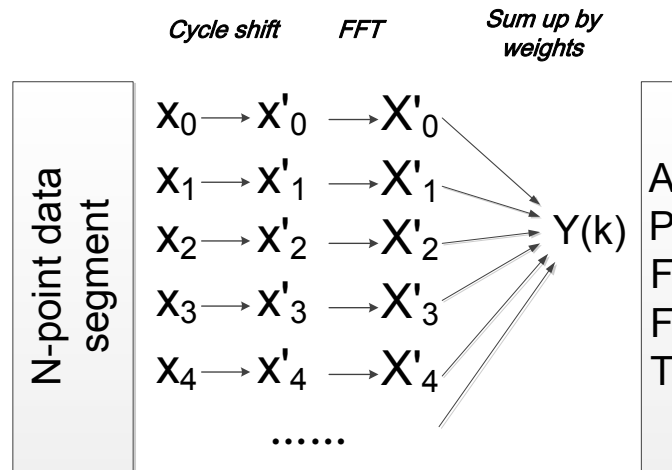 Cycle shift FFT Sum up by
weights
N-point data
segment
x₀ x'₀ X'₀
x₁ x'₁ X'₁
x₂ x'₂ X'₂
x₃ x'₃ X'₃
x₄ x'₄ X'₄
......
Y(k)
A
P
F
F
T